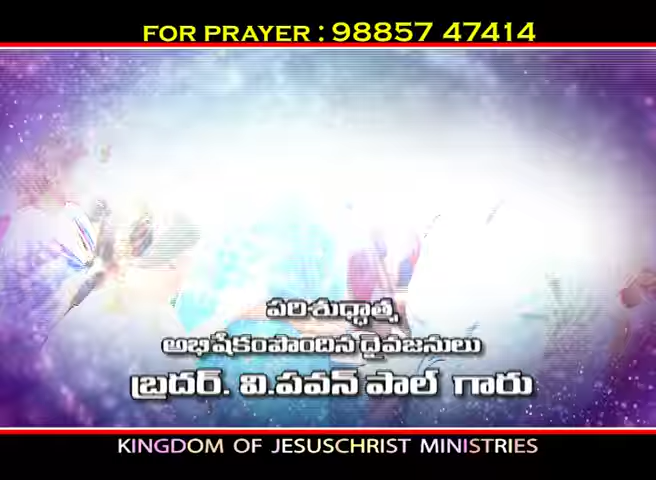 FOR PRAYER : 98857 47414
పరిశుద్ధాత్మ
అభిషేకంపొందిన దైవజనులు
బ్రదర్. వి.పవన్ పాల్ గారు
KINGDOM OF JESUSCHRIST MINISTRIES